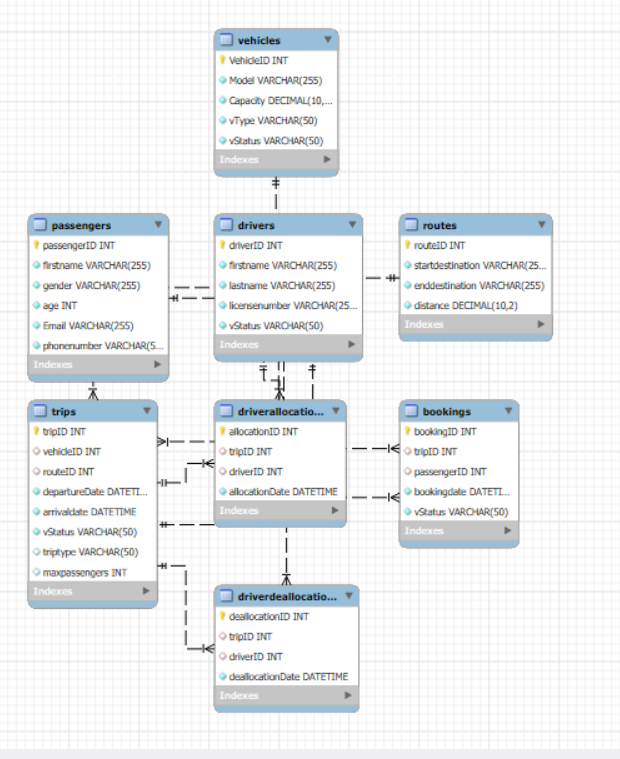 vehicles
VehicleID INT
Model VARCHAR(255)
Capacity DECIMAL(10,...
vType VARCHAR(50)
vStatus VARCHAR(50)
Indexes
passengers
passengerID INT
firstname VARCHAR(255)
gender VARCHAR(255)
age INT
Email VARCHAR(255)
phonenumber VARCHAR(5...
Indexes
drivers
driverID INT
firstname VARCHAR(255)
lastname VARCHAR(255)
licensenumber VARCHAR(25...
vStatus VARCHAR(50)
Indexes
routes
routeID INT
startdestination VARCHAR(25...
enddestination VARCHAR(255)
distance DECIMAL(10,2)
Indexes
trips
tripID INT
vehicleID INT
routeID INT
departureDate DATETI...
arrivaldate DATETIME
vStatus VARCHAR(50)
triptype VARCHAR(50)
maxpassengers INT
Indexes
driverallocatio...
allocationID INT
tripID INT
driverID INT
allocationDate DATETIME
Indexes
bookings
bookingID INT
tripID INT
passengerID INT
bookingdate DATETI...
vStatus VARCHAR(50)
Indexes
driverdeallocatio...
deallocationID INT
tripID INT
driverID INT
deallocationDate DATETIME
Indexes